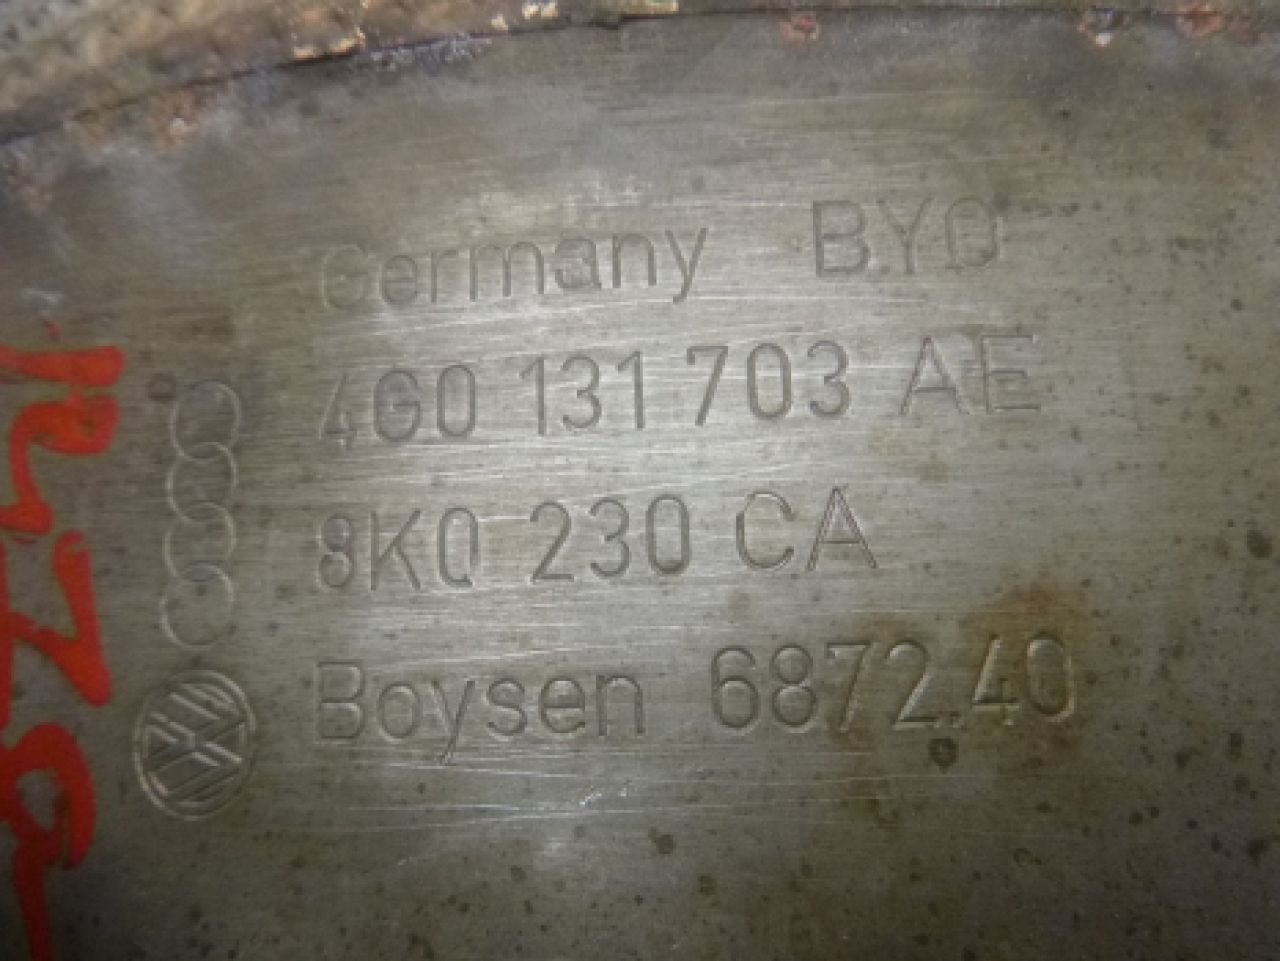 Germany BYO
4G0 131 703 AE
8K0 230 CA
Boysen 6872.40